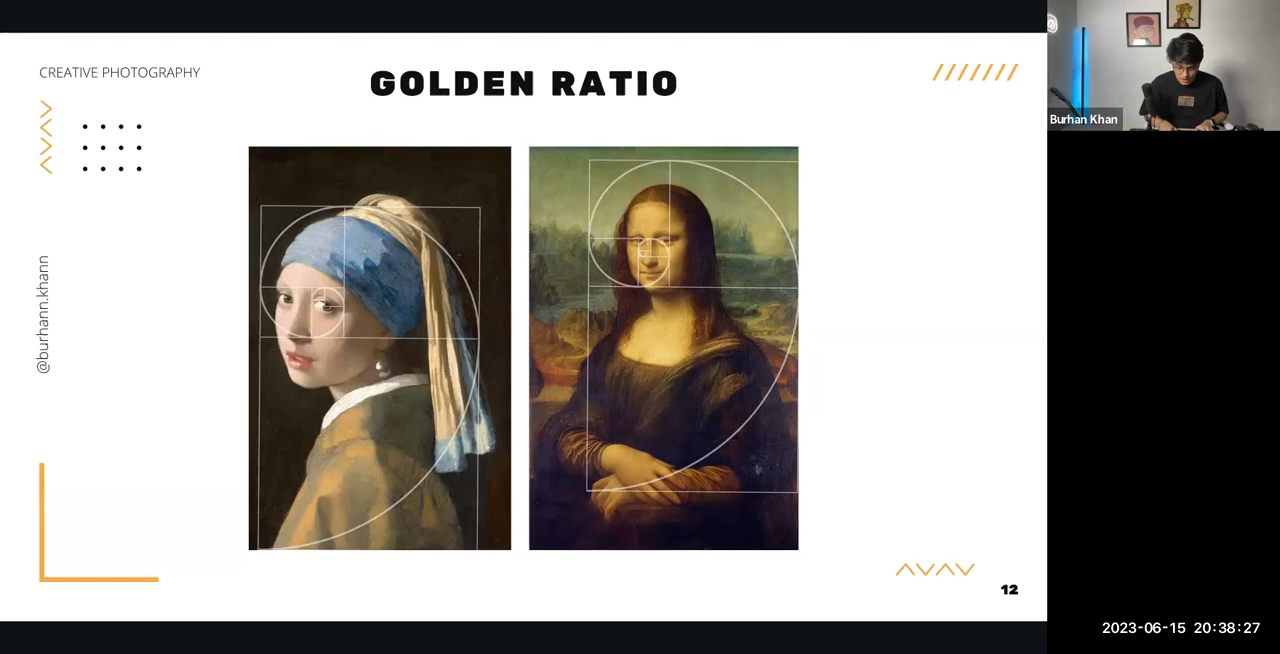 CREATIVE PHOTOGRAPHY
GOLDEN RATIO
@burhann.khann
12
@
Burhan Khan
2023-06-15 20:38:27